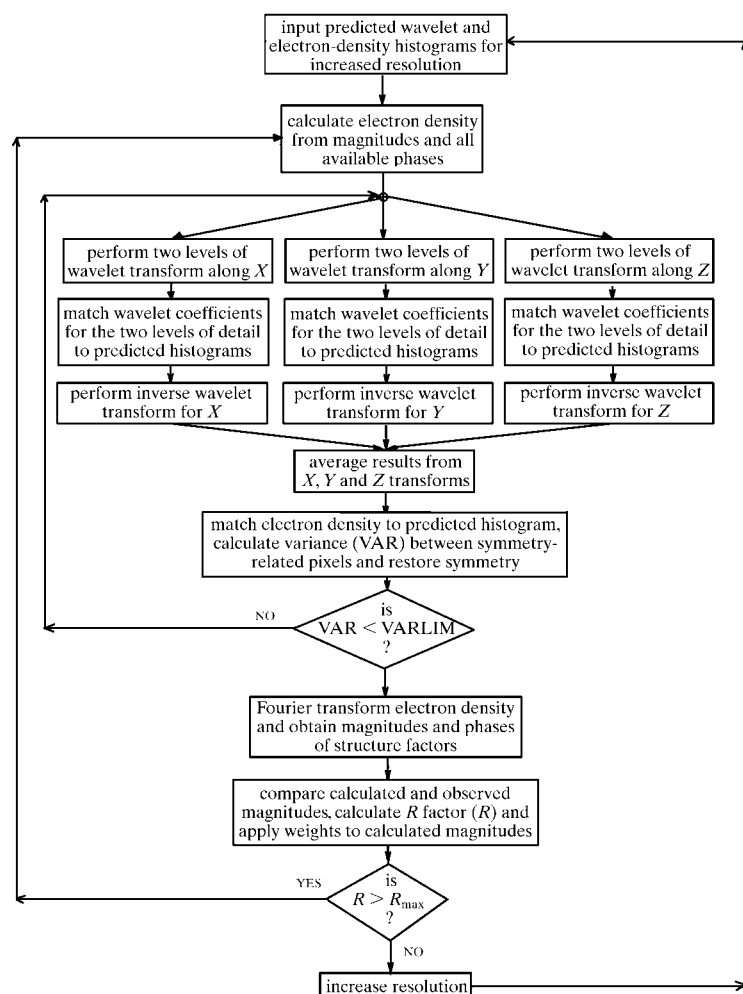 input predicted wavelet and
electron-density histograms for
increased resolution
calculate electron density
from magnitudes and all
available phases
perform two levels of
wavelet transform along X
perform two levels of
wavelet transform along Y
perform two levels of
wavelet transform along Z
match wavelet coefficients
for the two levels of detail
to predicted histograms
match wavelet coefficients
for the two levels of detail
to predicted histograms
match wavelet coefficients
for the two levels of detail
to predicted histograms
perform inverse wavelet
transform for X
perform inverse wavelet
transform for Y
perform inverse wavelet
transform for Z
average results from
X, Y and Z transforms
match electron density to predicted histogram,
calculate variance (VAR) between symmetry-
related pixels and restore symmetry
NO
is
VAR < VARLIM
?
Fourier transform electron density
and obtain magnitudes and phases
of structure factors
compare calculated and observed
magnitudes, calculate R factor (R) and
apply weights to calculated magnitudes
YES
is
R > Rmax
?
NO
increase resolution